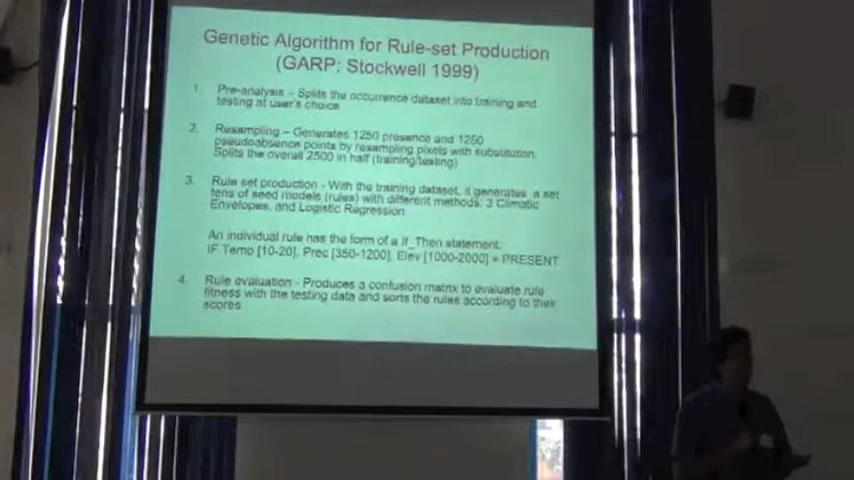 Genetic Algorithm for Rule-set Production
(GARP: Stockwell 1999)
1. Pre-analysis – Splits the occurrence dataset into training and
testing at user's choice
2. Resampling – Generates 1250 presence and 1250
pseudoabsence points by resampling pixels with substitution.
Splits the overall 2500 in half (training/testing)
3. Rule set production - With the training dataset, it generates a set
tens of seed models (rules) with different methods: 3 Climatic
Envelopes, and Logistic Regression
An individual rule has the form of a If_Then statement:
IF Temp [10-20], Prec [350-1200], Elev [1000-2000] = PRESENT
4. Rule evaluation - Produces a confusion matrix to evaluate rule
fitness with the testing data and sorts the rules according to their
scores